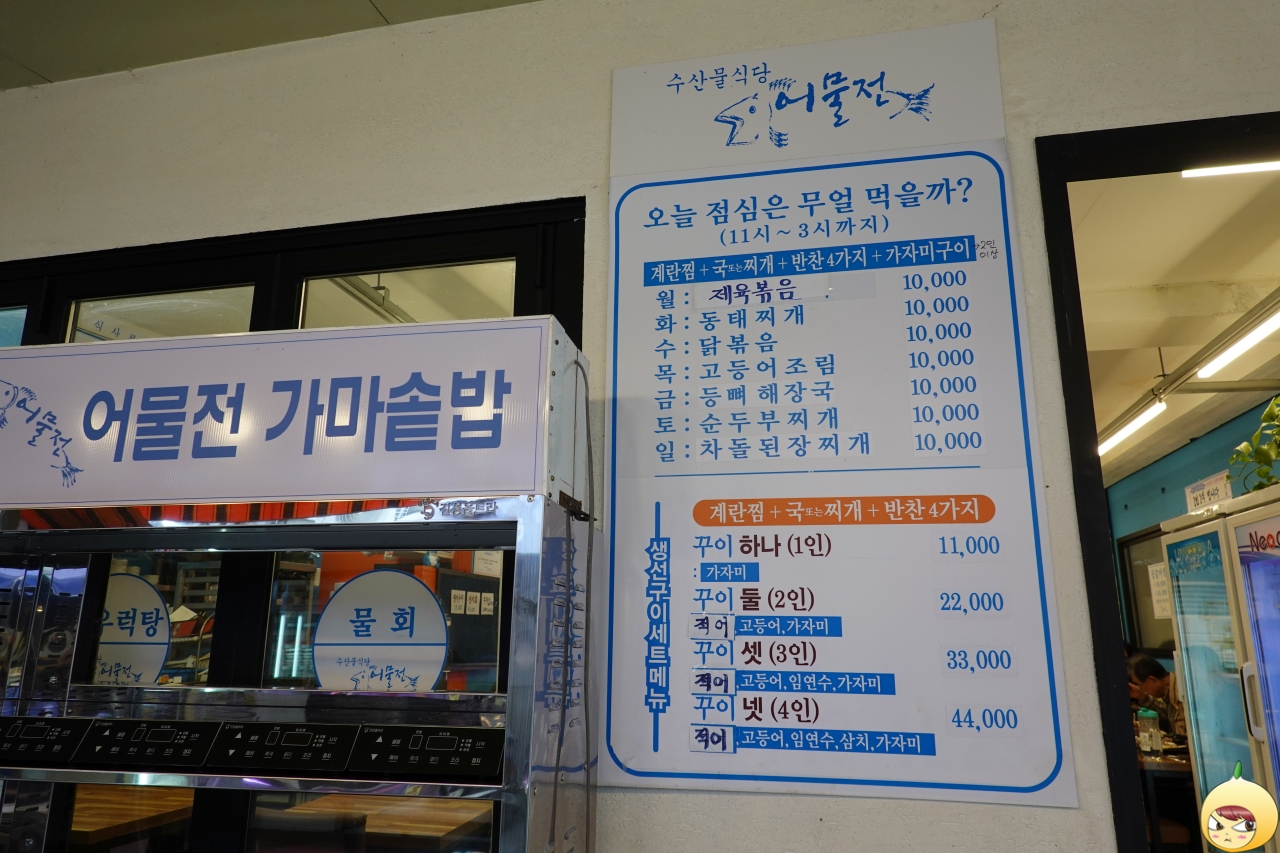 수산물식당
어물전
오늘 점심은 무얼 먹을까?
(11시~3시까지)
계란찜+국또는찌개+반찬 4가지+가자미구이 2인 이상
월: 제육볶음 10,000
화: 동태찌개 10,000
수: 닭볶음 10,000
목: 고등어조림 10,000
금: 등뼈해장국 10,000
토: 순두부찌개 10,000
일: 차돌된장찌개 10,000
생선구이세트메뉴
계란찜+국또는찌개+반찬 4가지
꾸이 하나 (1인) 11,000
: 가자미
꾸이 둘 (2인) 22,000
적어, 고등어, 가자미
꾸이 셋 (3인) 33,000
적어, 고등어, 임연수, 가자미
꾸이 넷 (4인) 44,000
적어, 고등어, 임연수, 삼치, 가자미
어물전
어물전 가마솥밥
우럭탕
어물전
물회
수산물식당
어물전